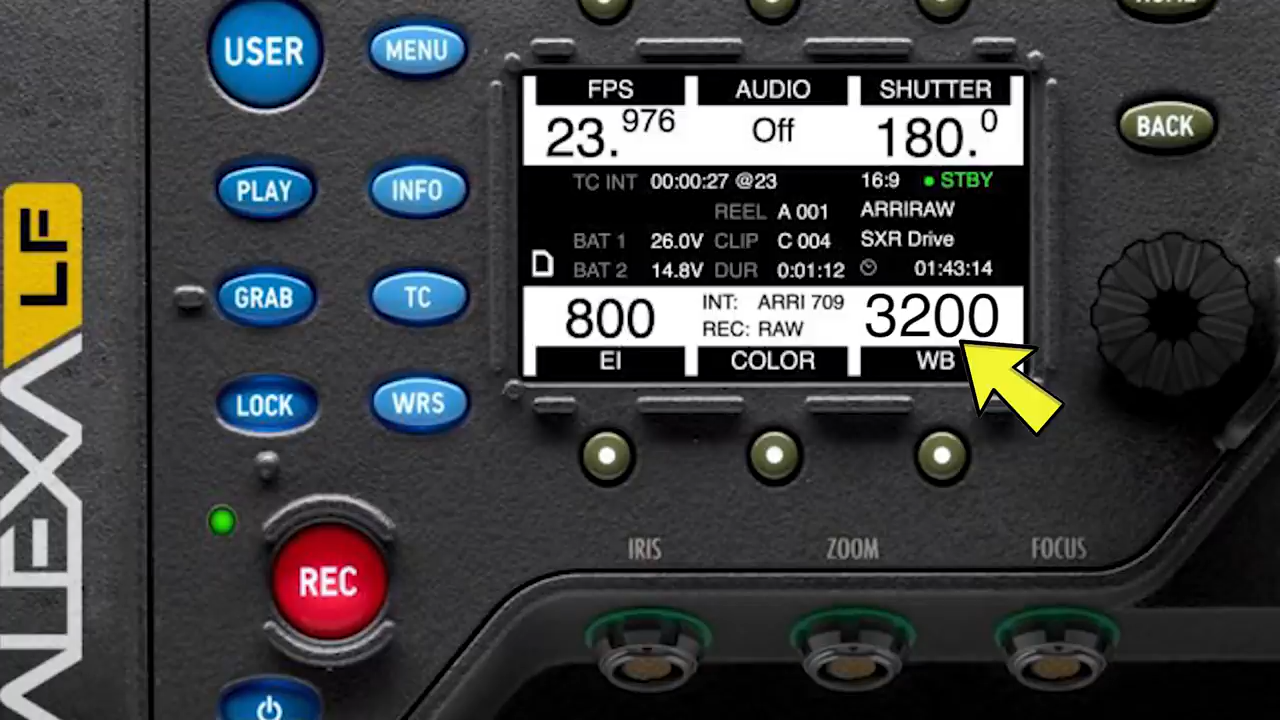 USER
MENU
PLAY
INFO
GRAB
TC
LOCK
WRS
REC
ALEXA LF
FPS AUDIO SHUTTER
23.976 Off 180.0
TC INT 00:00:27 @23 16:9 STBY
REEL A 001 ARRIRAW
BAT 1 26.0V CLIP C 004 SXR Drive
D BAT 2 14.8V DUR 0:01:12 01:43:14
800 INT: ARRI 709 3200
REC: RAW
EI COLOR WB
BACK
IRIS ZOOM FOCUS